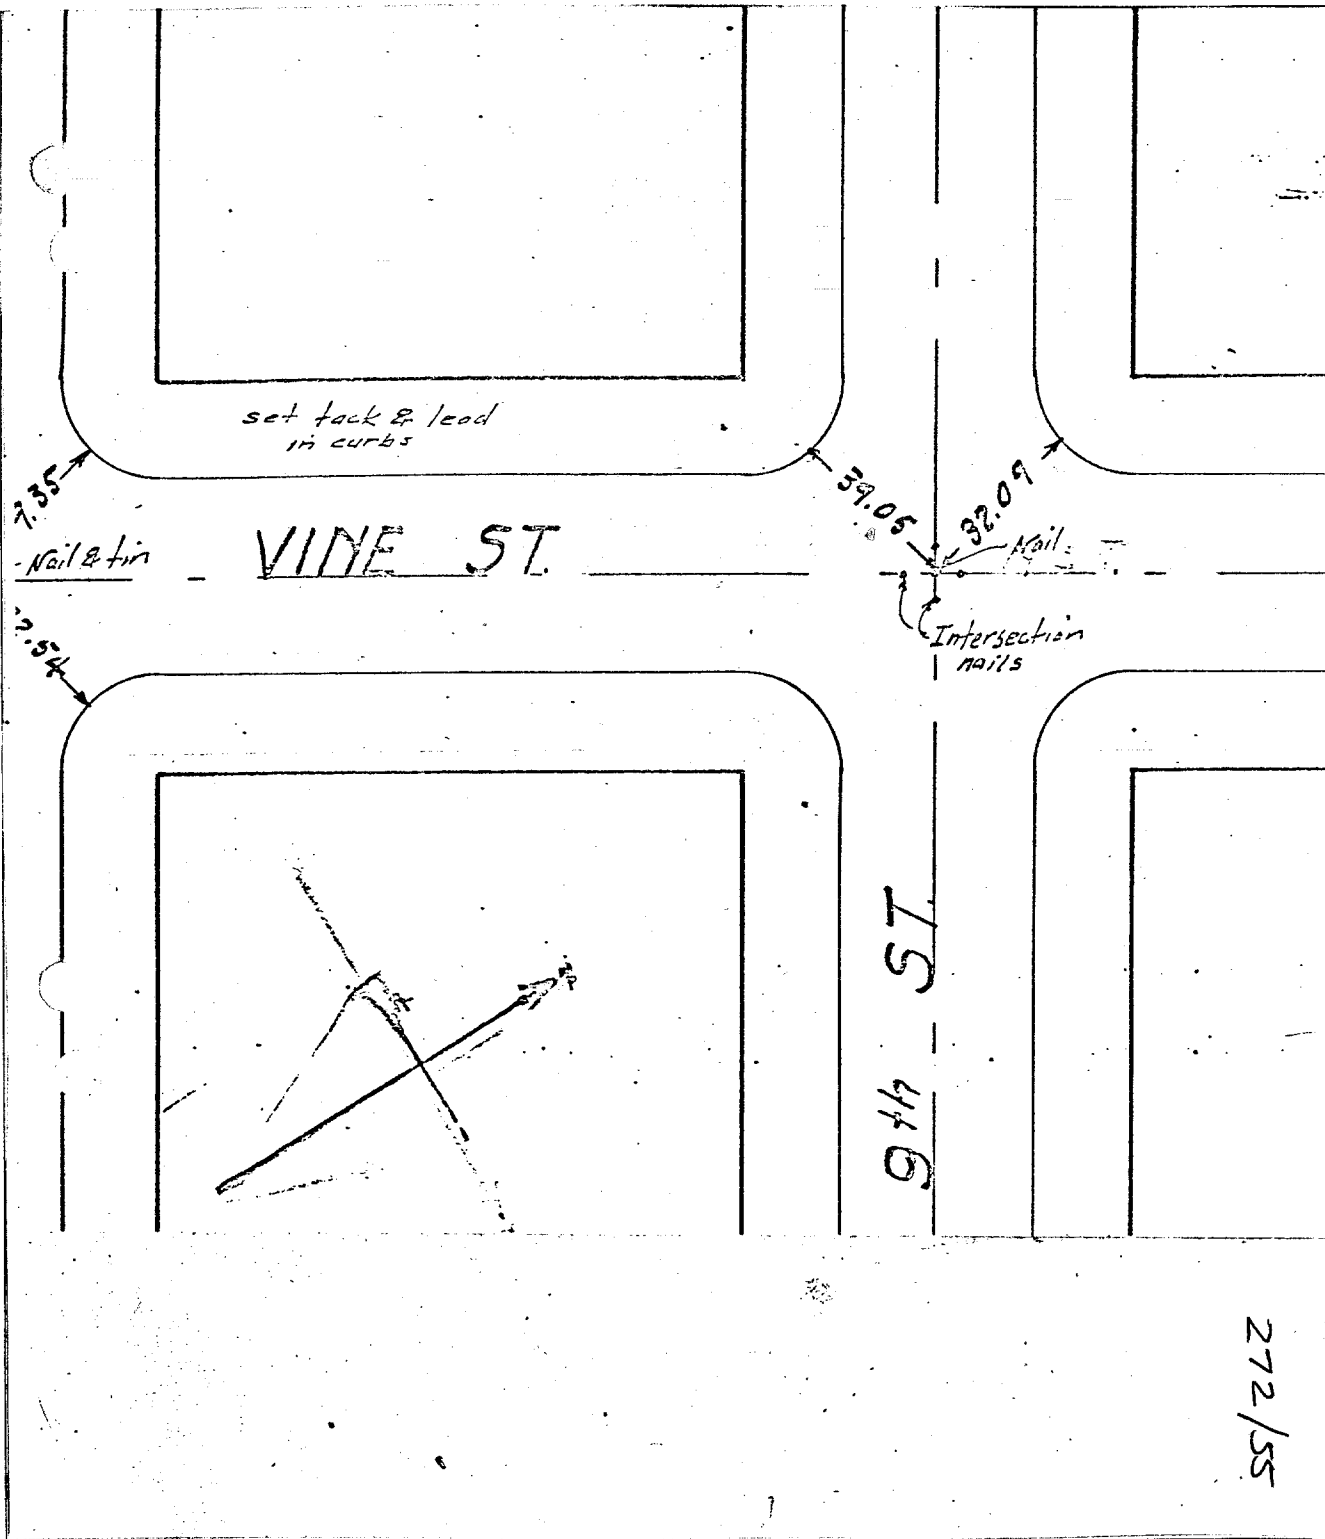 set tack & lead
in curbs
7.35
39.05
32.09
Nail & tin
VINE ST.
Nail & T.
Intersection
nails
2.54
9th ST.
272/55